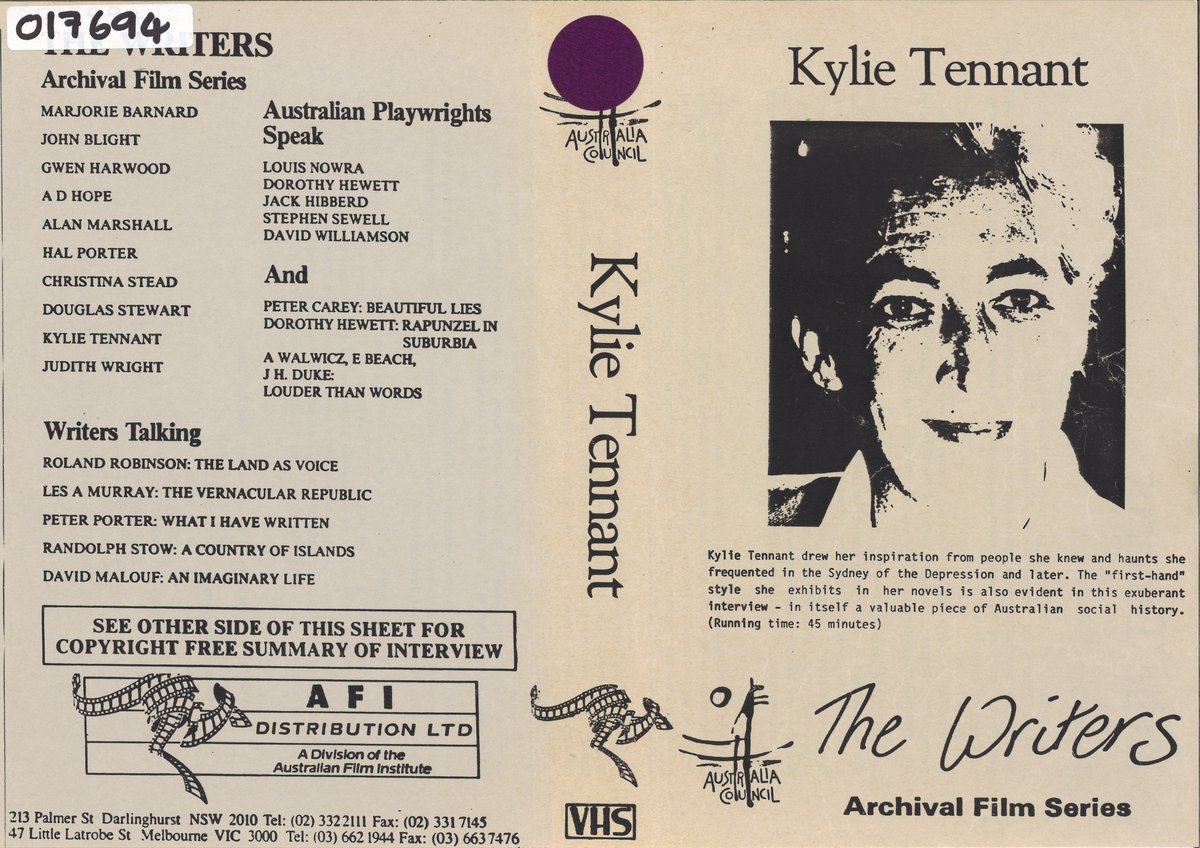 017694
THE WRITERS
Archival Film Series
MARJORIE BARNARD
JOHN BLIGHT
GWEN HARWOOD
A D HOPE
ALAN MARSHALL
HAL PORTER
CHRISTINA STEAD
DOUGLAS STEWART
KYLIE TENNANT
JUDITH WRIGHT
Australian Playwrights
Speak
LOUIS NOWRA
DOROTHY HEWETT
JACK HIBBERD
STEPHEN SEWELL
DAVID WILLIAMSON
And
PETER CAREY: BEAUTIFUL LIES
DOROTHY HEWETT: RAPUNZEL IN
SUBURBIA
A WALWICZ, E BEACH,
J H. DUKE:
LOUDER THAN WORDS
Writers Talking
ROLAND ROBINSON: THE LAND AS VOICE
LES A MURRAY: THE VERNACULAR REPUBLIC
PETER PORTER: WHAT I HAVE WRITTEN
RANDOLPH STOW: A COUNTRY OF ISLANDS
DAVID MALOUF: AN IMAGINARY LIFE
SEE OTHER SIDE OF THIS SHEET FOR
COPYRIGHT FREE SUMMARY OF INTERVIEW
AFI
DISTRIBUTION LTD
A Division of the
Australian Film Institute
213 Palmer St Darlinghurst NSW 2010 Tel: (02) 332 2111 Fax: (02) 331 7145
47 Little Latrobe St Melbourne VIC 3000 Tel: (03) 662 1944 Fax: (03) 663 7476
AUSTRALIA
COUNCIL
Kylie Tennant
VHS
Kylie Tennant
Kylie Tennant drew her inspiration from people she knew and haunts she
frequented in the Sydney of the Depression and later. The "first-hand"
style she exhibits in her novels is also evident in this exuberant
interview - in itself a valuable piece of Australian social history.
(Running time: 45 minutes)
AUSTRALIA
COUNCIL
The Writers
Archival Film Series